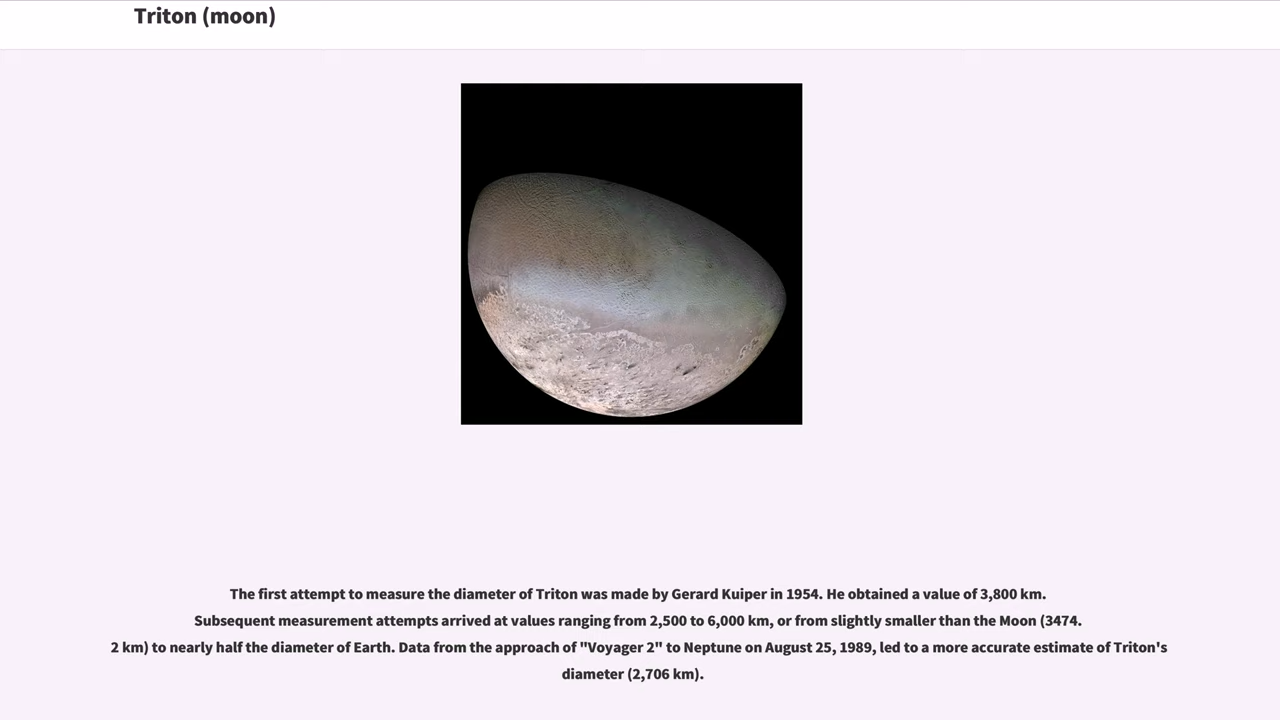 Triton (moon)
The first attempt to measure the diameter of Triton was made by Gerard Kuiper in 1954. He obtained a value of 3,800 km.
Subsequent measurement attempts arrived at values ranging from 2,500 to 6,000 km, or from slightly smaller than the Moon (3474.
2 km) to nearly half the diameter of Earth. Data from the approach of "Voyager 2" to Neptune on August 25, 1989, led to a more accurate estimate of Triton's
diameter (2,706 km).